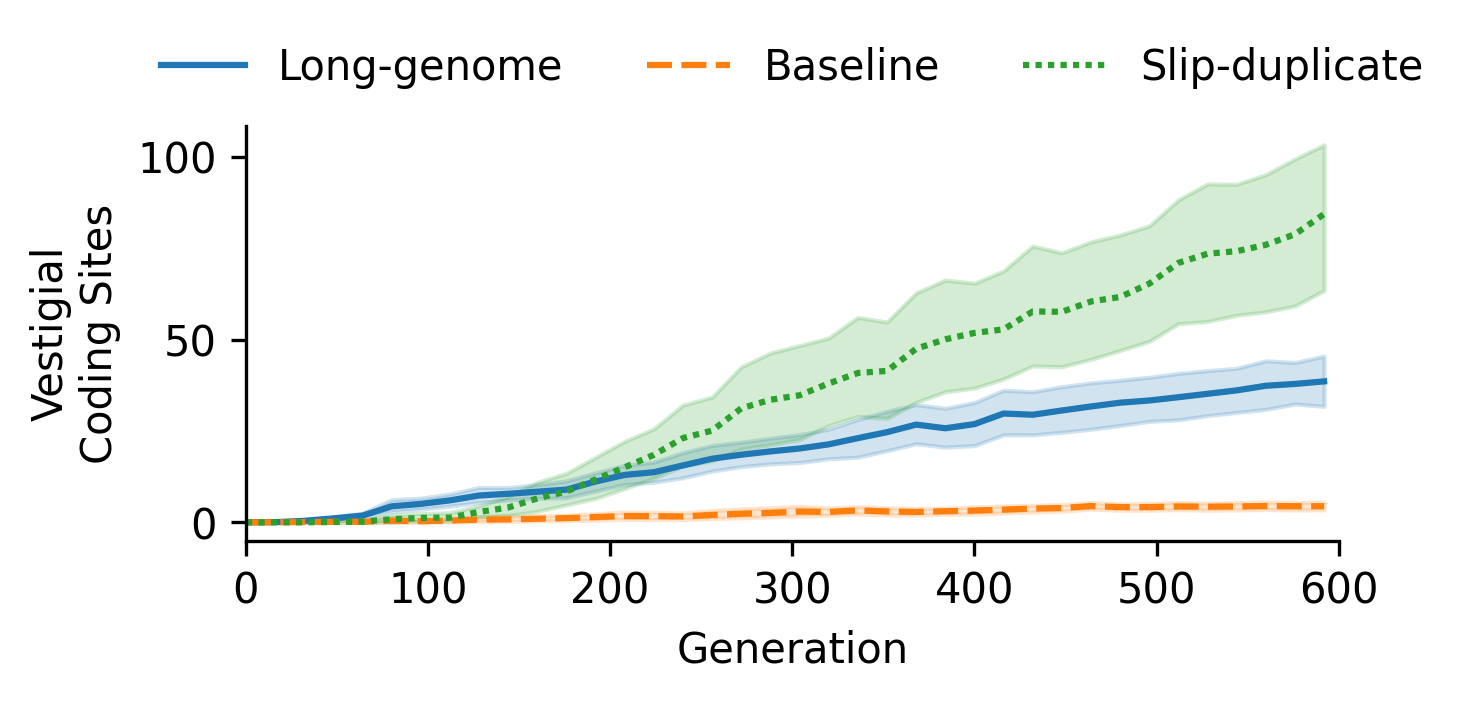 Long-genome Baseline Slip-duplicate
Vestigial
Coding Sites
100
50
0
0 100 200 300 400 500 600
Generation